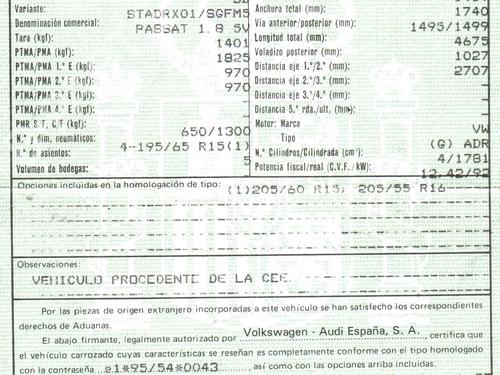 Variante: STADRX01/SGFM5 Anchura total (mm): 1740
Denominación comercial: PASSAT 1.8 5V Vía anterior/posterior (mm): 1495/1499
Tara (kgf): 1401 Longitud total (mm): 4675
PTMA/PMA (kgf): 1825 Voladizo posterior (mm): 1027
PTMA/PMA 1.º E (kgf): 970 Distancia eje 1.º/2.º (mm): 2707
PTMA/PMA 2.º E (kgf): 970 Distancia eje 2.º/3.º (mm):
PTMA/PMA 3.º E (kgf): Distancia eje 3.º/4.º (mm):
PTMA/PMA 4.º E (kgf): Distancia 5.ª rda./ult. (mm):
PMR S/F, C/F (kgf): 650/1300 Motor: Marca VW
N.º y dim. neumáticos: 4-195/65 R15(1) Tipo (G) ADR
N.º de asientos: 5 N.º Cilindros/Cilindrada (cm³): 4/1781
Volumen de bodegas: Potencia fiscal/real (C.V.F./kW): 12,42/92
Opciones incluidas en la homologación de tipo: (1)205/60 R15, 205/55 R16
Observaciones:
VEHICULO PROCEDENTE DE LA CEE.
Por las piezas de origen extranjero incorporadas a este vehículo se han satisfecho los correspondientes
derechos de Aduanas.
El abajo firmante, legalmente autorizado por Volkswagen - Audi España, S. A., certifica que
el vehículo carrozado cuyas características se reseñan es completamente conforme con el tipo homologado
con la contraseña e1*95/54*0043, así como con las opciones arriba incluidas.